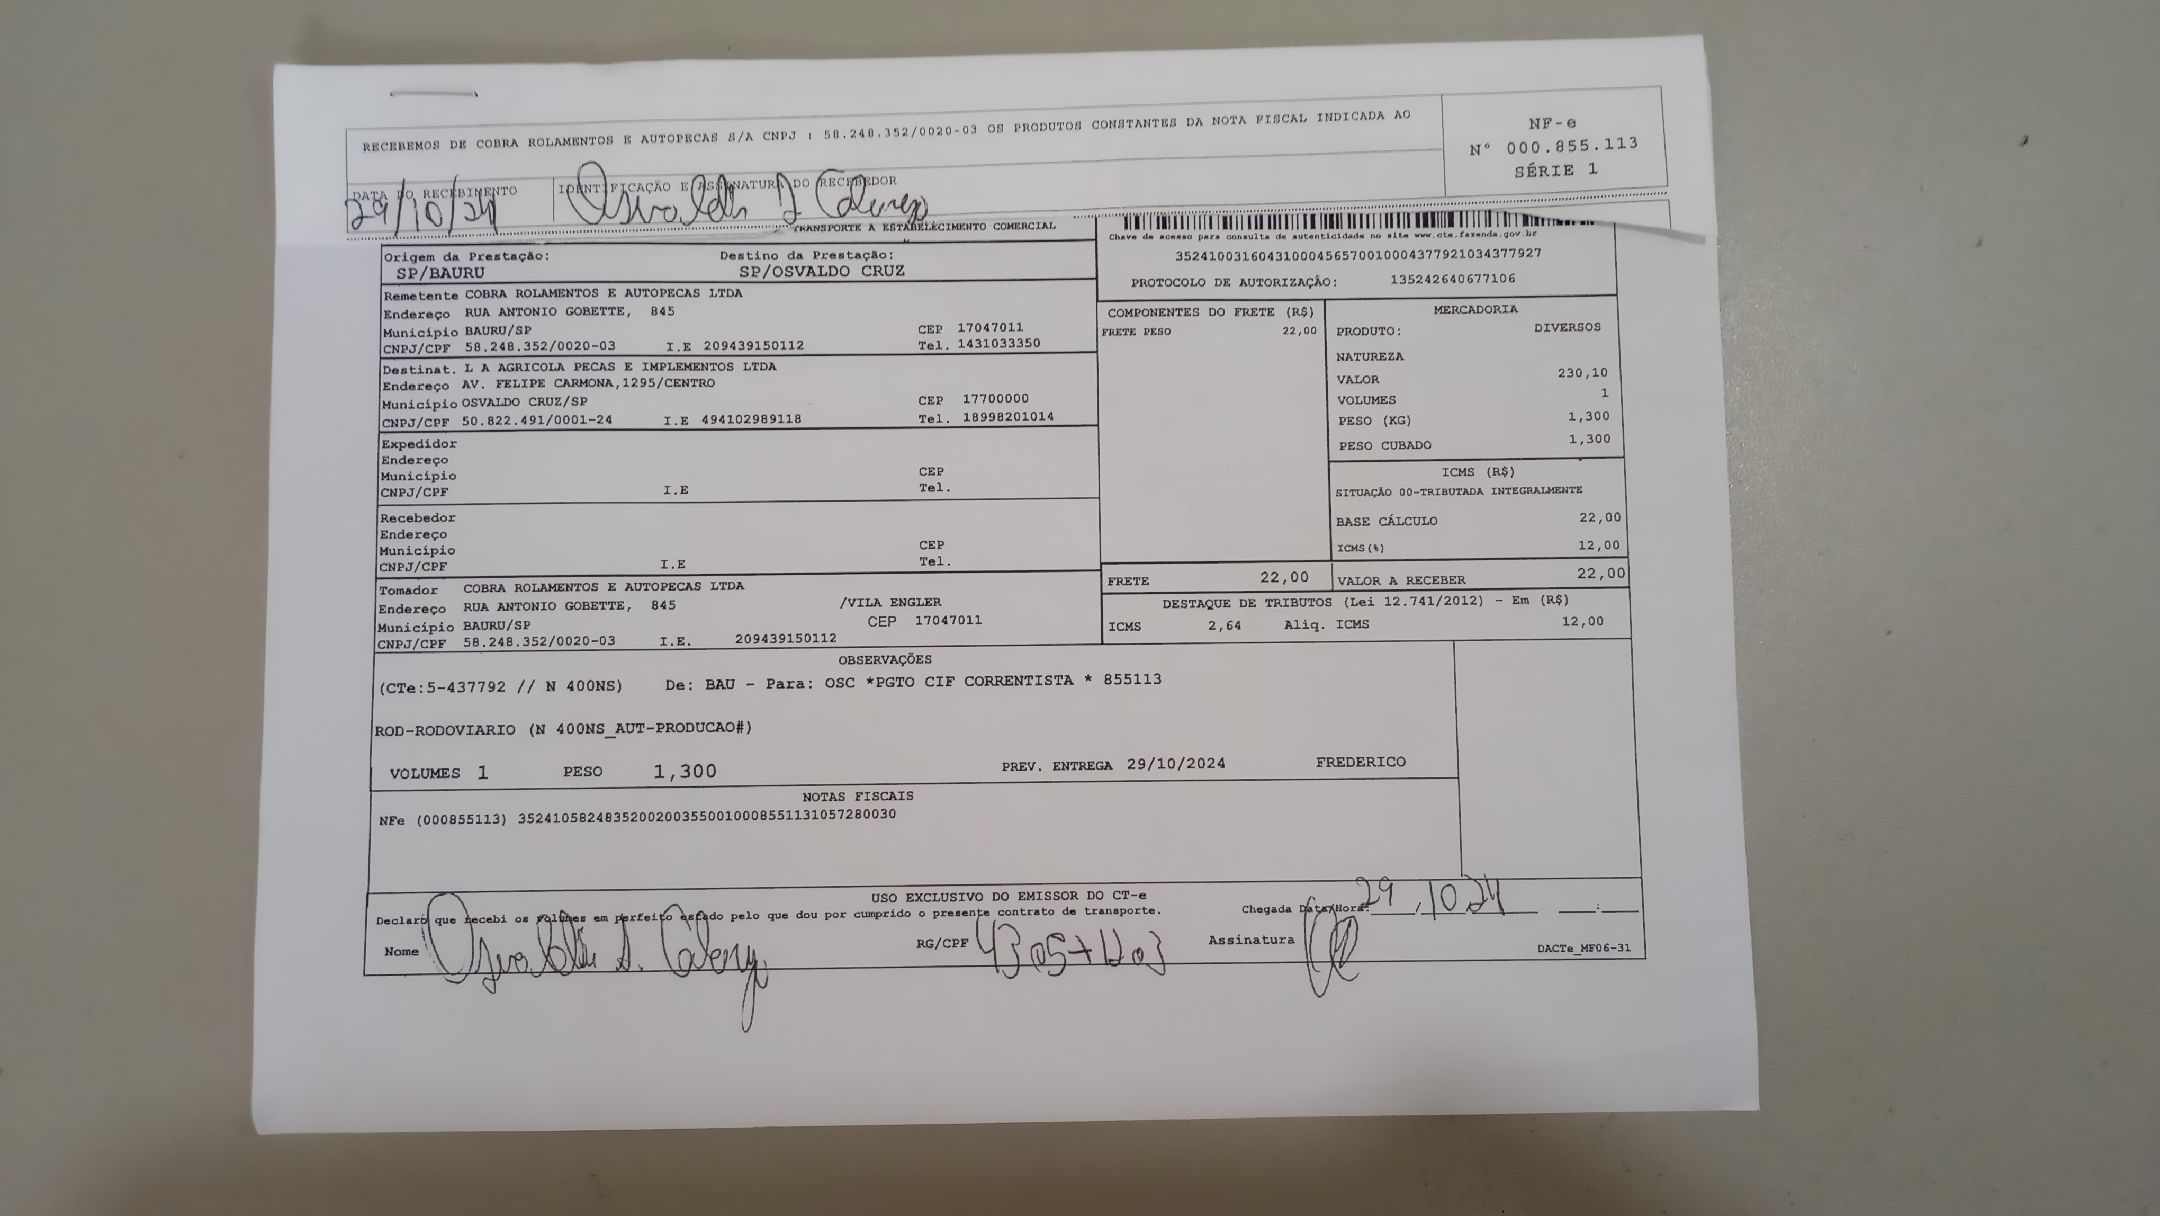 RECEBEMOS DE COBRA ROLAMENTOS E AUTOPECAS S/A CNPJ : 58.248.352/0020-03 OS PRODUTOS CONSTANTES DA NOTA FISCAL INDICADA AO
NF-e
Nº 000.855.113
SÉRIE 1
DATA DO RECEBIMENTO IDENTIFICAÇÃO E ASSINATURA DO RECEBEDOR
29/10/24
TRANSPORTE A ESTABELECIMENTO COMERCIAL
Origem da Prestação: Destino da Prestação:
SP/BAURU SP/OSVALDO CRUZ
Chave de acesso para consulta de autenticidade no site www.cte.fazenda.gov.br
35241003160431000456570010004377921034377927
PROTOCOLO DE AUTORIZAÇÃO: 135242640677106
Remetente COBRA ROLAMENTOS E AUTOPECAS LTDA
Endereço RUA ANTONIO GOBETTE, 845
Município BAURU/SP CEP 17047011
CNPJ/CPF 58.248.352/0020-03 I.E 209439150112 Tel. 1431033350
Destinat. L A AGRICOLA PECAS E IMPLEMENTOS LTDA
Endereço AV. FELIPE CARMONA,1295/CENTRO
Município OSVALDO CRUZ/SP CEP 17700000
CNPJ/CPF 50.822.491/0001-24 I.E 494102989118 Tel. 18998201014
Expedidor
Endereço
Município CEP
CNPJ/CPF I.E Tel.
Recebedor
Endereço
Município CEP
CNPJ/CPF I.E Tel.
Tomador COBRA ROLAMENTOS E AUTOPECAS LTDA
Endereço RUA ANTONIO GOBETTE, 845 /VILA ENGLER
Município BAURU/SP CEP 17047011
CNPJ/CPF 58.248.352/0020-03 I.E. 209439150112
COMPONENTES DO FRETE (R$)
FRETE PESO 22,00
MERCADORIA
PRODUTO: DIVERSOS
NATUREZA
VALOR 230,10
VOLUMES 1
PESO (KG) 1,300
PESO CUBADO 1,300
ICMS (R$)
SITUAÇÃO 00-TRIBUTADA INTEGRALMENTE
BASE CÁLCULO 22,00
ICMS(%) 12,00
FRETE 22,00 VALOR A RECEBER 22,00
DESTAQUE DE TRIBUTOS (Lei 12.741/2012) - Em (R$)
ICMS 2,64 Aliq. ICMS 12,00
OBSERVAÇÕES
(CTe:5-437792 // N 400NS) De: BAU - Para: OSC *PGTO CIF CORRENTISTA * 855113
ROD-RODOVIARIO (N 400NS_AUT-PRODUCAO#)
VOLUMES 1 PESO 1,300 PREV. ENTREGA 29/10/2024 FREDERICO
NOTAS FISCAIS
NFe (000855113) 35241058248352002003550010008551131057280030
USO EXCLUSIVO DO EMISSOR DO CT-e
Declaro que recebi os volumes em perfeito estado pelo que dou por cumprido o presente contrato de transporte. Chegada Data/Hora: 29/10 24
Nome RG/CPF Assinatura
DACTe_MF06-31